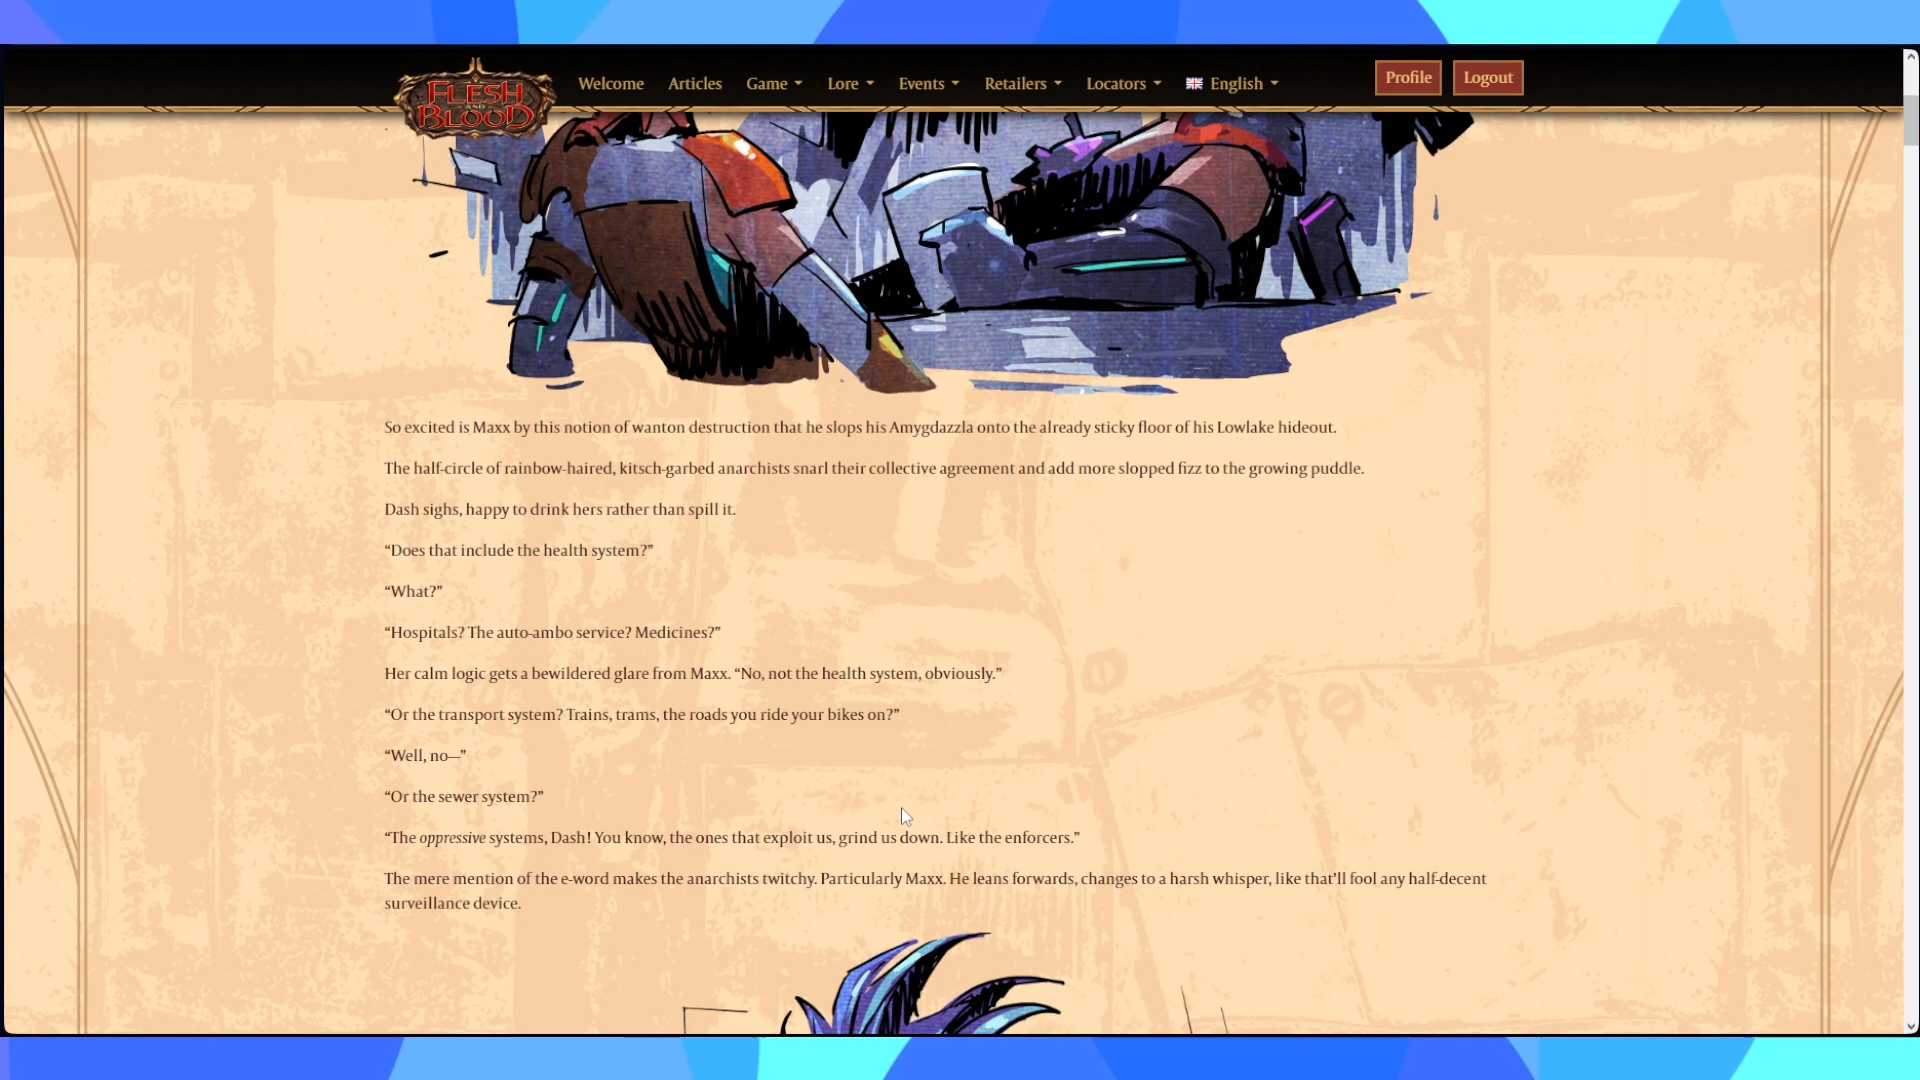 FLESH
AND
BLOOD
Welcome
Articles
Game
Lore
Events
Retailers
Locators
English
Profile
Logout
So excited is Maxx by this notion of wanton destruction that he slops his Amygdazzla onto the already sticky floor of his Lowlake hideout.
The half-circle of rainbow-haired, kitsch-garbed anarchists snarl their collective agreement and add more slopped fizz to the growing puddle.
Dash sighs, happy to drink hers rather than spill it.
“Does that include the health system?”
“What?”
“Hospitals? The auto-ambo service? Medicines?”
Her calm logic gets a bewildered glare from Maxx. “No, not the health system, obviously.”
“Or the transport system? Trains, trams, the roads you ride your bikes on?”
“Well, no—”
“Or the sewer system?”
“The oppressive systems, Dash! You know, the ones that exploit us, grind us down. Like the enforcers.”
The mere mention of the e-word makes the anarchists twitchy. Particularly Maxx. He leans forwards, changes to a harsh whisper, like that’ll fool any half-decent
surveillance device.